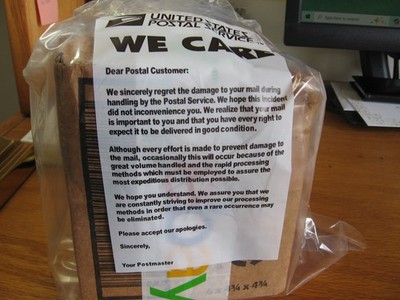 UNITED STATES
POSTAL SERVICE
WE CARE
Dear Postal Customer:
We sincerely regret the damage to your mail during
handling by the Postal Service. We hope this incident
did not inconvenience you. We realize that your mail
is important to you and that you have every right to
expect it to be delivered in good condition.
Although every effort is made to prevent damage to
the mail, occasionally this will occur because of the
great volume handled and the rapid processing
methods which must be employed to assure the
most expeditious distribution possible.
We hope you understand. We assure you that we
are constantly striving to improve our processing
methods in order that even a rare occurrence may
be eliminated.
Please accept our apologies.
Sincerely,
Your Postmaster